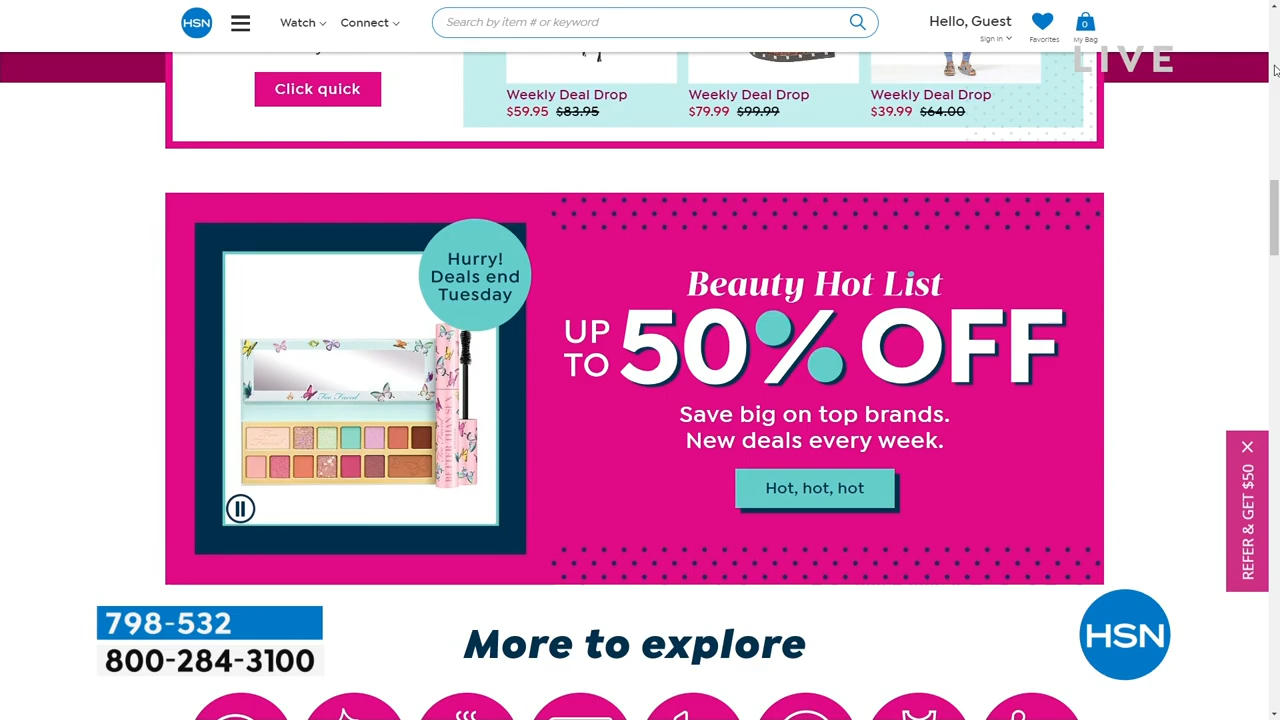 HSN
Watch
Connect
Search by item # or keyword
Hello, Guest
Sign In
Favorites
0
My Bag
LIVE
Click quick
Weekly Deal Drop
$59.95 $83.95
Weekly Deal Drop
$79.99 $99.99
Weekly Deal Drop
$39.99 $64.00
Hurry!
Deals end
Tuesday
Too Faced
Beauty Hot List
UP
TO
50% OFF
Save big on top brands.
New deals every week.
Hot, hot, hot
REFER & GET $50
798-532
800-284-3100
More to explore
HSN